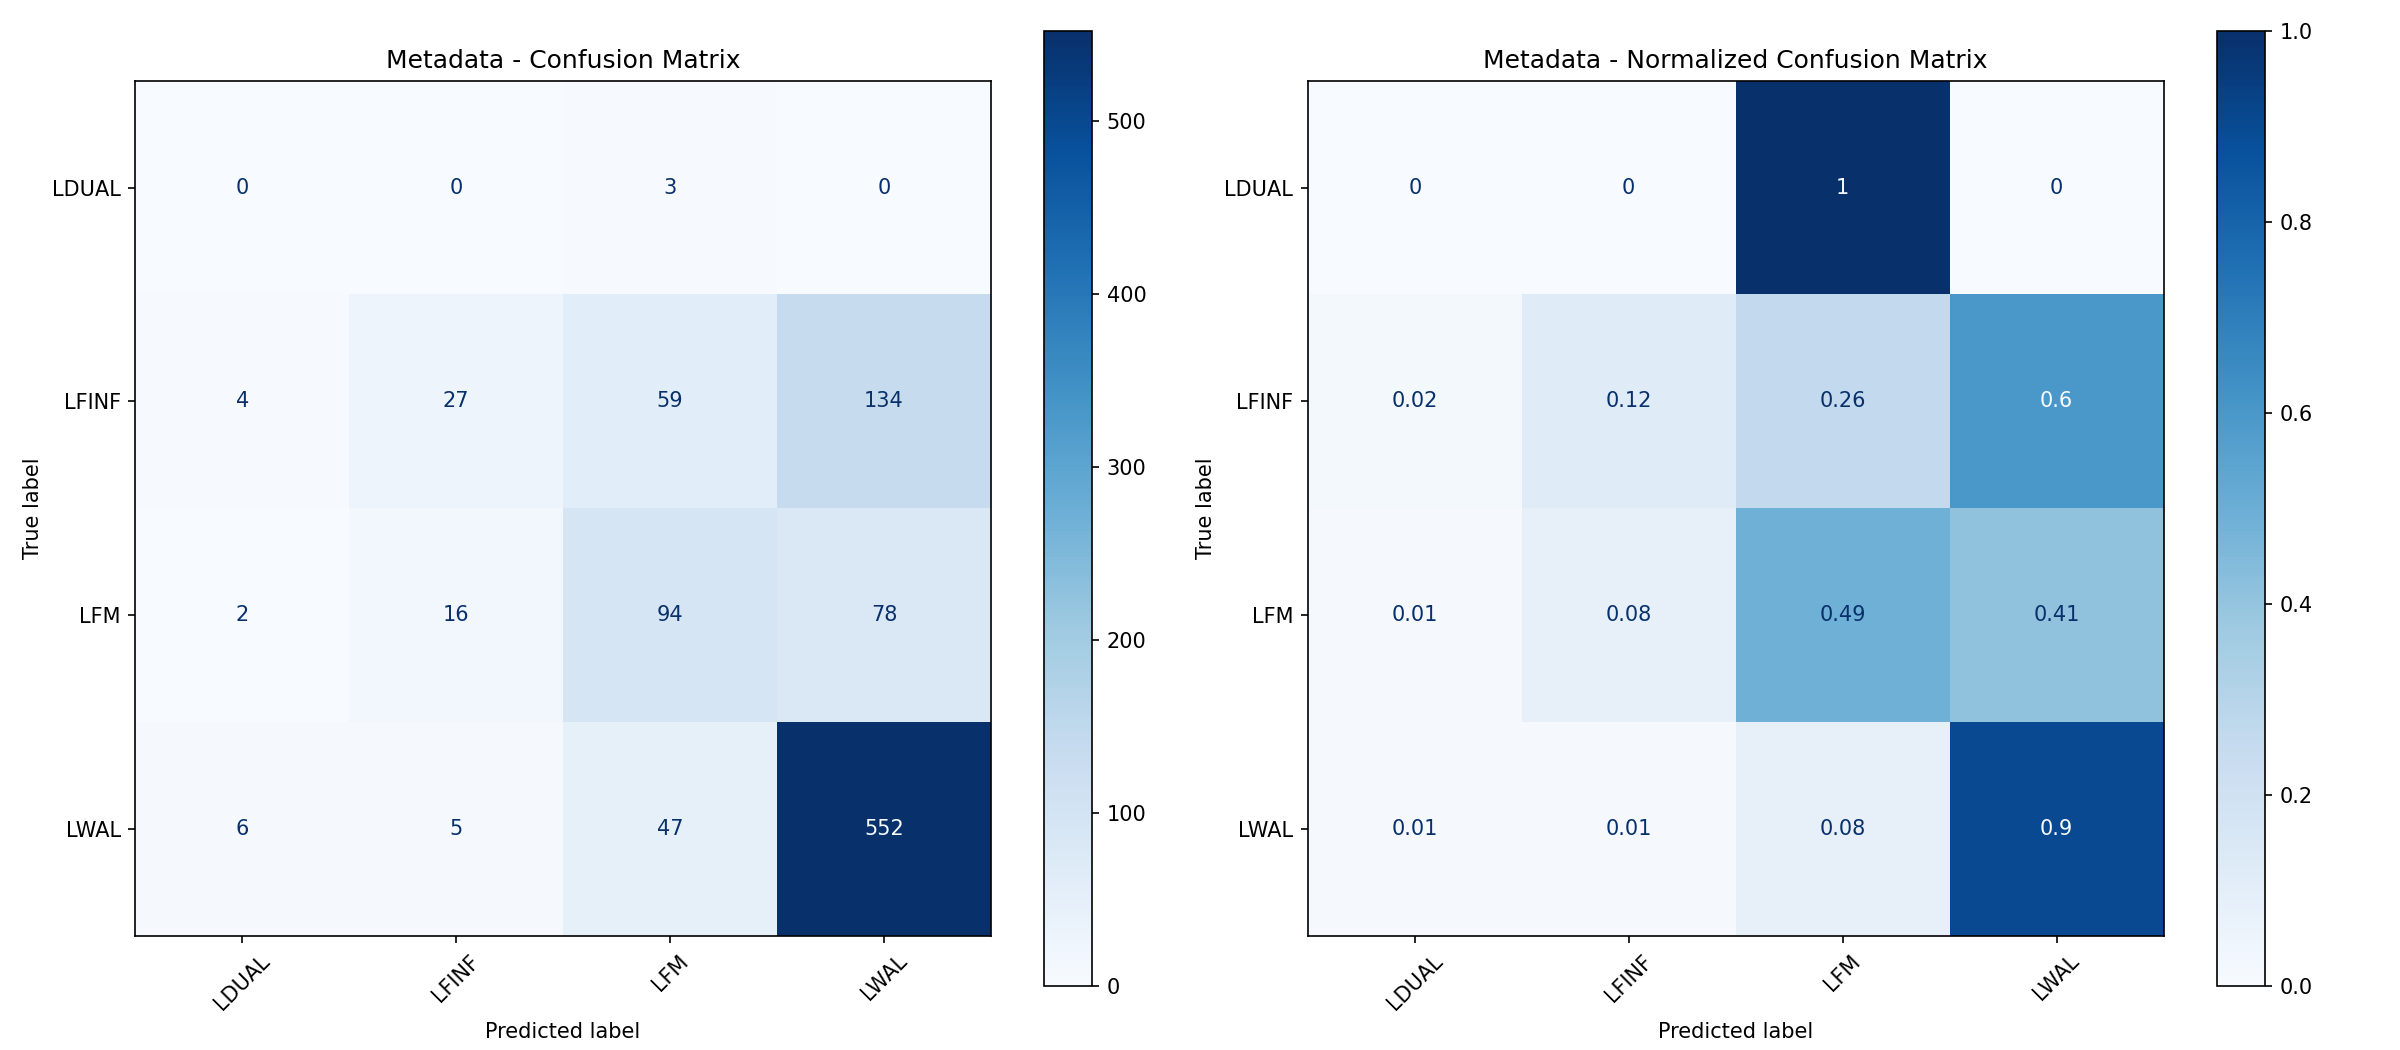 Metadata - Confusion Matrix
True label
LDUAL 0 0 3 0
LFINF 4 27 59 134
LFM 2 16 94 78
LWAL 6 5 47 552
LDUAL LFINF LFM LWAL
Predicted label
500
400
300
200
100
0
Metadata - Normalized Confusion Matrix
True label
LDUAL 0 0 1 0
LFINF 0.02 0.12 0.26 0.6
LFM 0.01 0.08 0.49 0.41
LWAL 0.01 0.01 0.08 0.9
LDUAL LFINF LFM LWAL
Predicted label
1.0
0.8
0.6
0.4
0.2
0.0